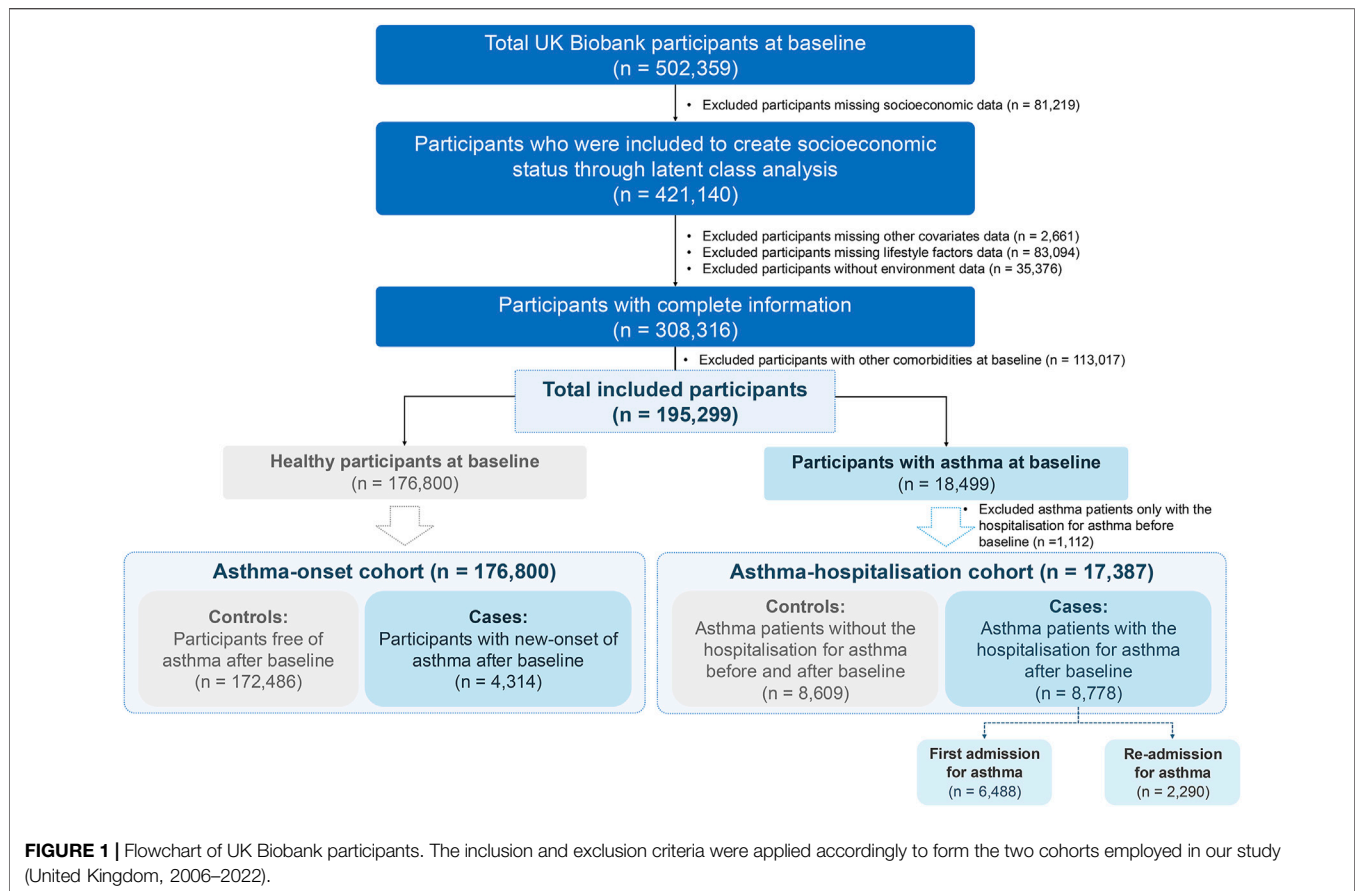 Total UK Biobank participants at baseline
(n = 502,359)
• Excluded participants missing socioeconomic data (n = 81,219)
Participants who were included to create socioeconomic
status through latent class analysis
(n = 421,140)
• Excluded participants missing other covariates data (n = 2,661)
• Excluded participants missing lifestyle factors data (n = 83,094)
• Excluded participants without environment data (n = 35,376)
Participants with complete information
(n = 308,316)
• Excluded participants with other comorbidities at baseline (n = 113,017)
Total included participants
(n = 195,299)
Healthy participants at baseline
(n = 176,800)
Participants with asthma at baseline
(n = 18,499)
• Excluded asthma patients only with the
hospitalisation for asthma before
baseline (n =1,112)
Asthma-onset cohort (n = 176,800)
Controls:
Participants free of
asthma after baseline
(n = 172,486)
Cases:
Participants with new-onset of
asthma after baseline
(n = 4,314)
Asthma-hospitalisation cohort (n = 17,387)
Controls:
Asthma patients without the
hospitalisation for asthma
before and after baseline
(n = 8,609)
Cases:
Asthma patients with the
hospitalisation for asthma
after baseline
(n = 8,778)
First admission
for asthma
(n = 6,488)
Re-admission
for asthma
(n = 2,290)
FIGURE 1 | Flowchart of UK Biobank participants. The inclusion and exclusion criteria were applied accordingly to form the two cohorts employed in our study
(United Kingdom, 2006–2022).